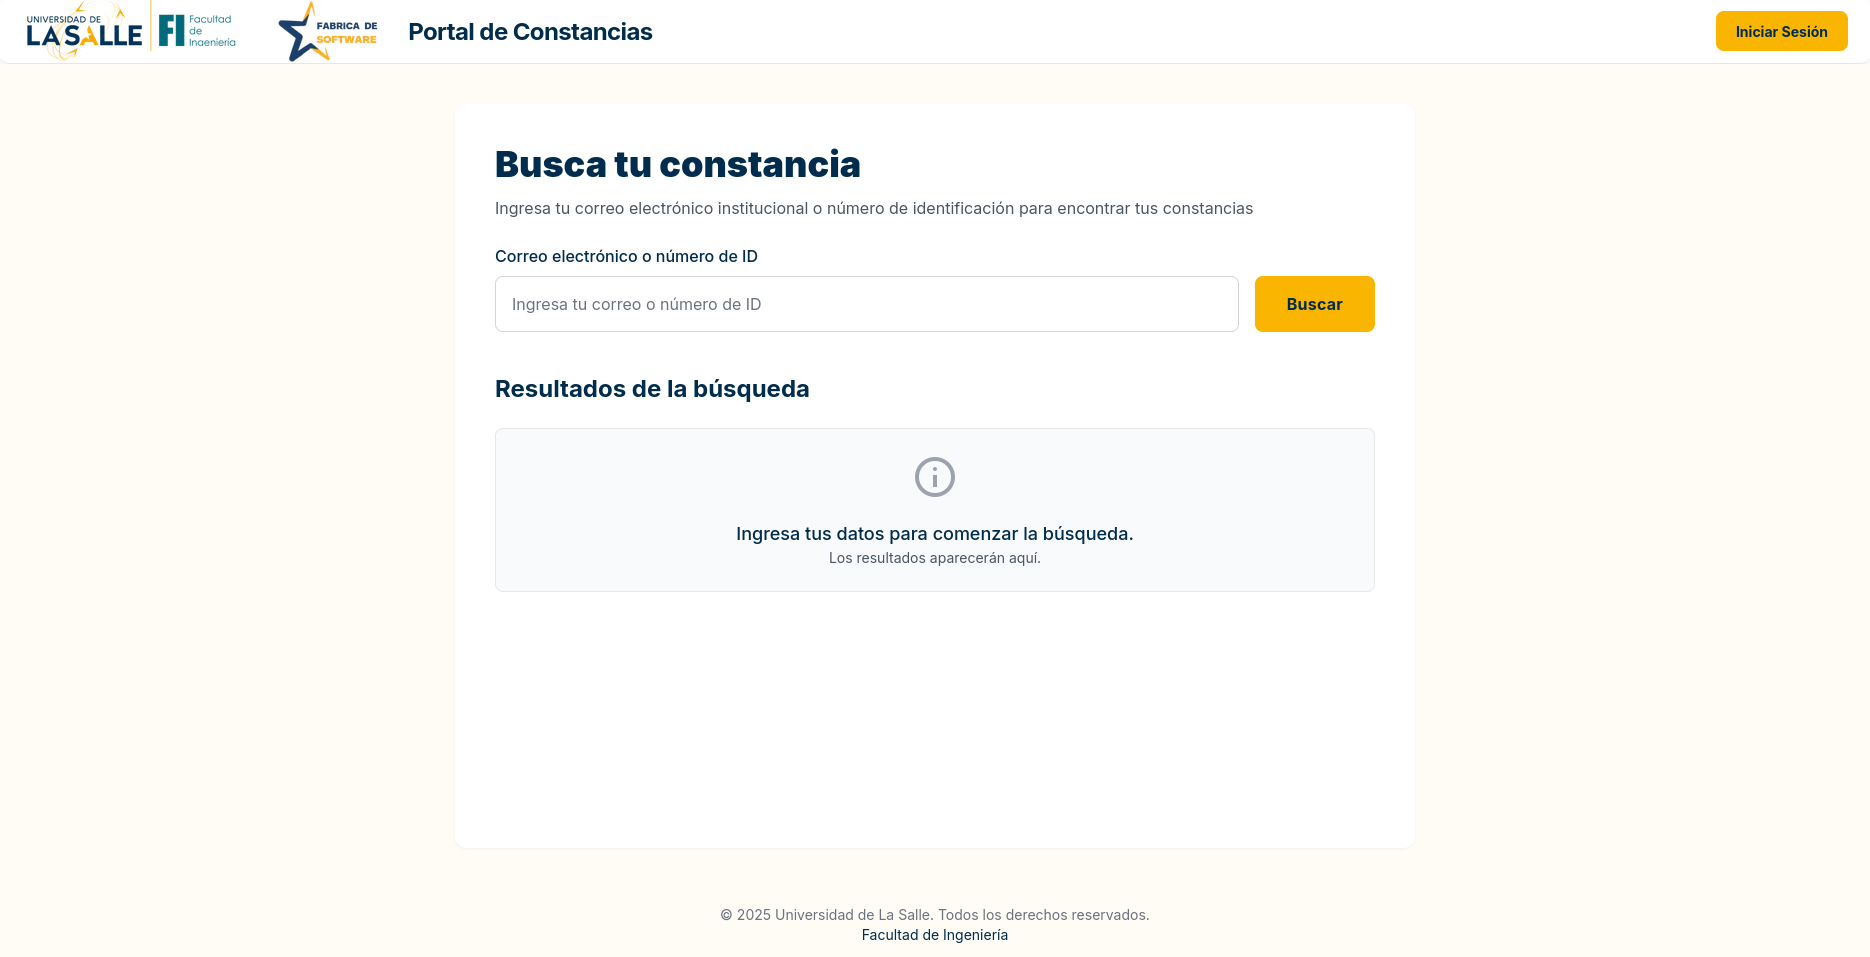 UNIVERSIDAD DE
LASALLE
FI
Facultad
de
Ingeniería
FABRICA DE
SOFTWARE
Portal de Constancias
Iniciar Sesión
Busca tu constancia
Ingresa tu correo electrónico institucional o número de identificación para encontrar tus constancias
Correo electrónico o número de ID
Ingresa tu correo o número de ID
Buscar
Resultados de la búsqueda
Ingresa tus datos para comenzar la búsqueda.
Los resultados aparecerán aquí.
© 2025 Universidad de La Salle. Todos los derechos reservados.
Facultad de Ingeniería